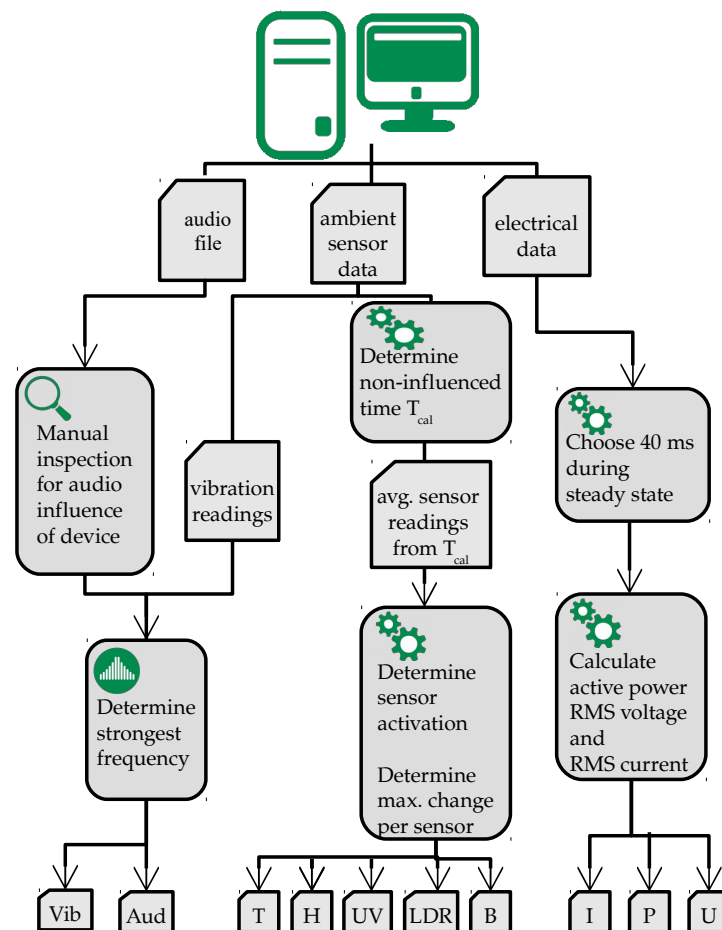 audio
file
ambient
sensor
data
electrical
data
Determine
non-influenced
time T_cal
Manual
inspection
for audio
influence
of device
vibration
readings
avg. sensor
readings
from T_cal
Choose 40 ms
during
steady state
Determine
strongest
frequency
Determine
sensor
activation
Determine
max. change
per sensor
Calculate
active power
RMS voltage
and
RMS current
Vib
Aud
T
H
UV
LDR
B
I
P
U